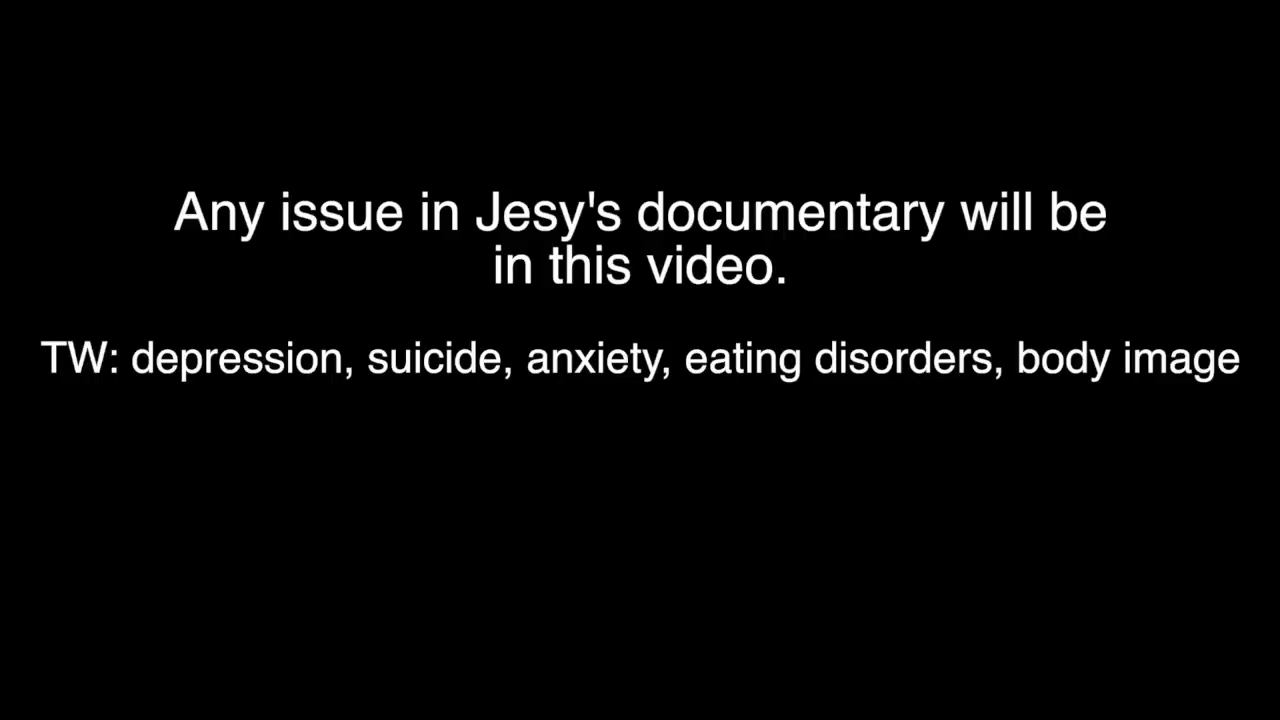 Any issue in Jesy's documentary will be
in this video.
TW: depression, suicide, anxiety, eating disorders, body image